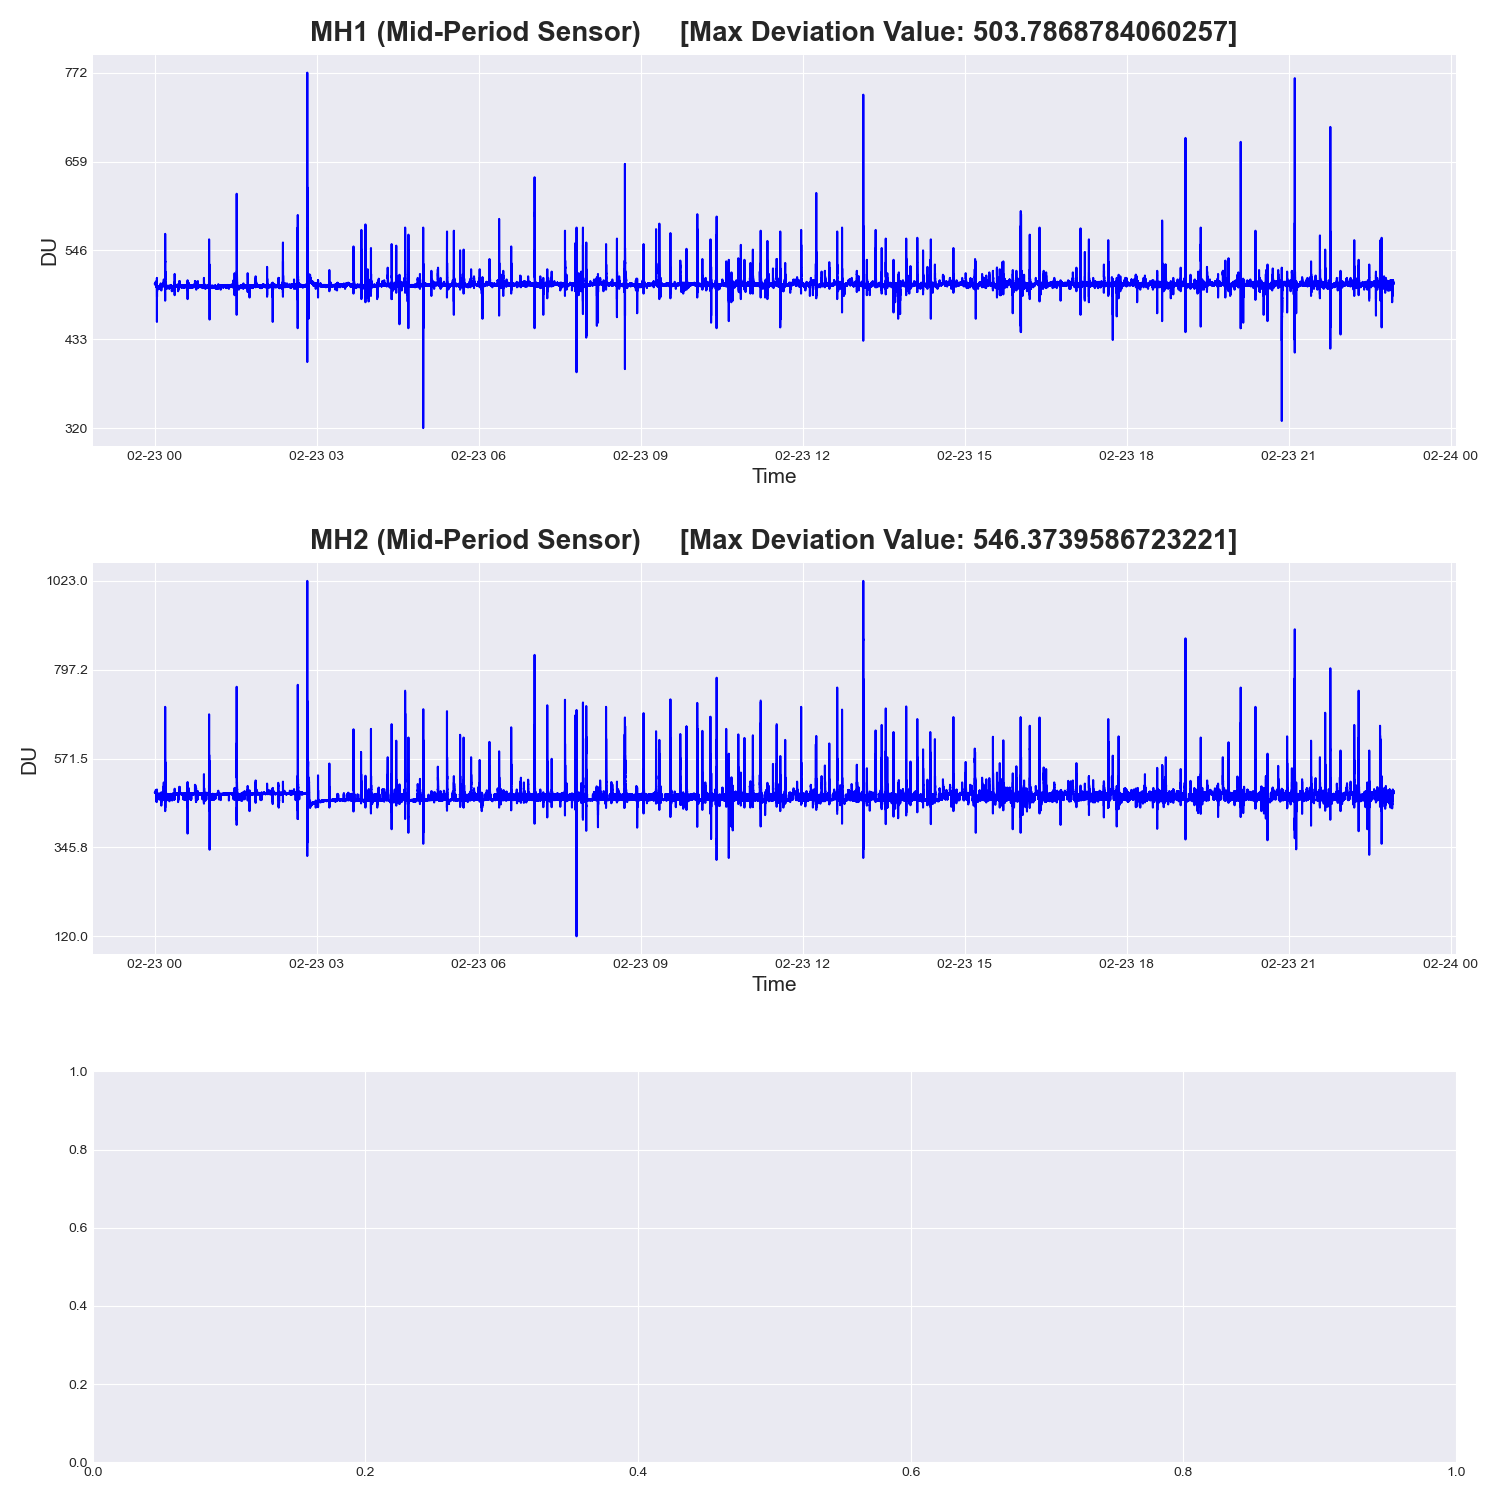 MH1 (Mid-Period Sensor) [Max Deviation Value: 503.7868784060257]
772
659
546
433
320
DU
02-23 00 02-23 03 02-23 06 02-23 09 02-23 12 02-23 15 02-23 18 02-23 21 02-24 00
Time
MH2 (Mid-Period Sensor) [Max Deviation Value: 546.3739586723221]
1023.0
797.2
571.5
345.8
120.0
DU
02-23 00 02-23 03 02-23 06 02-23 09 02-23 12 02-23 15 02-23 18 02-23 21 02-24 00
Time
1.0
0.8
0.6
0.4
0.2
0.0
0.0 0.2 0.4 0.6 0.8 1.0